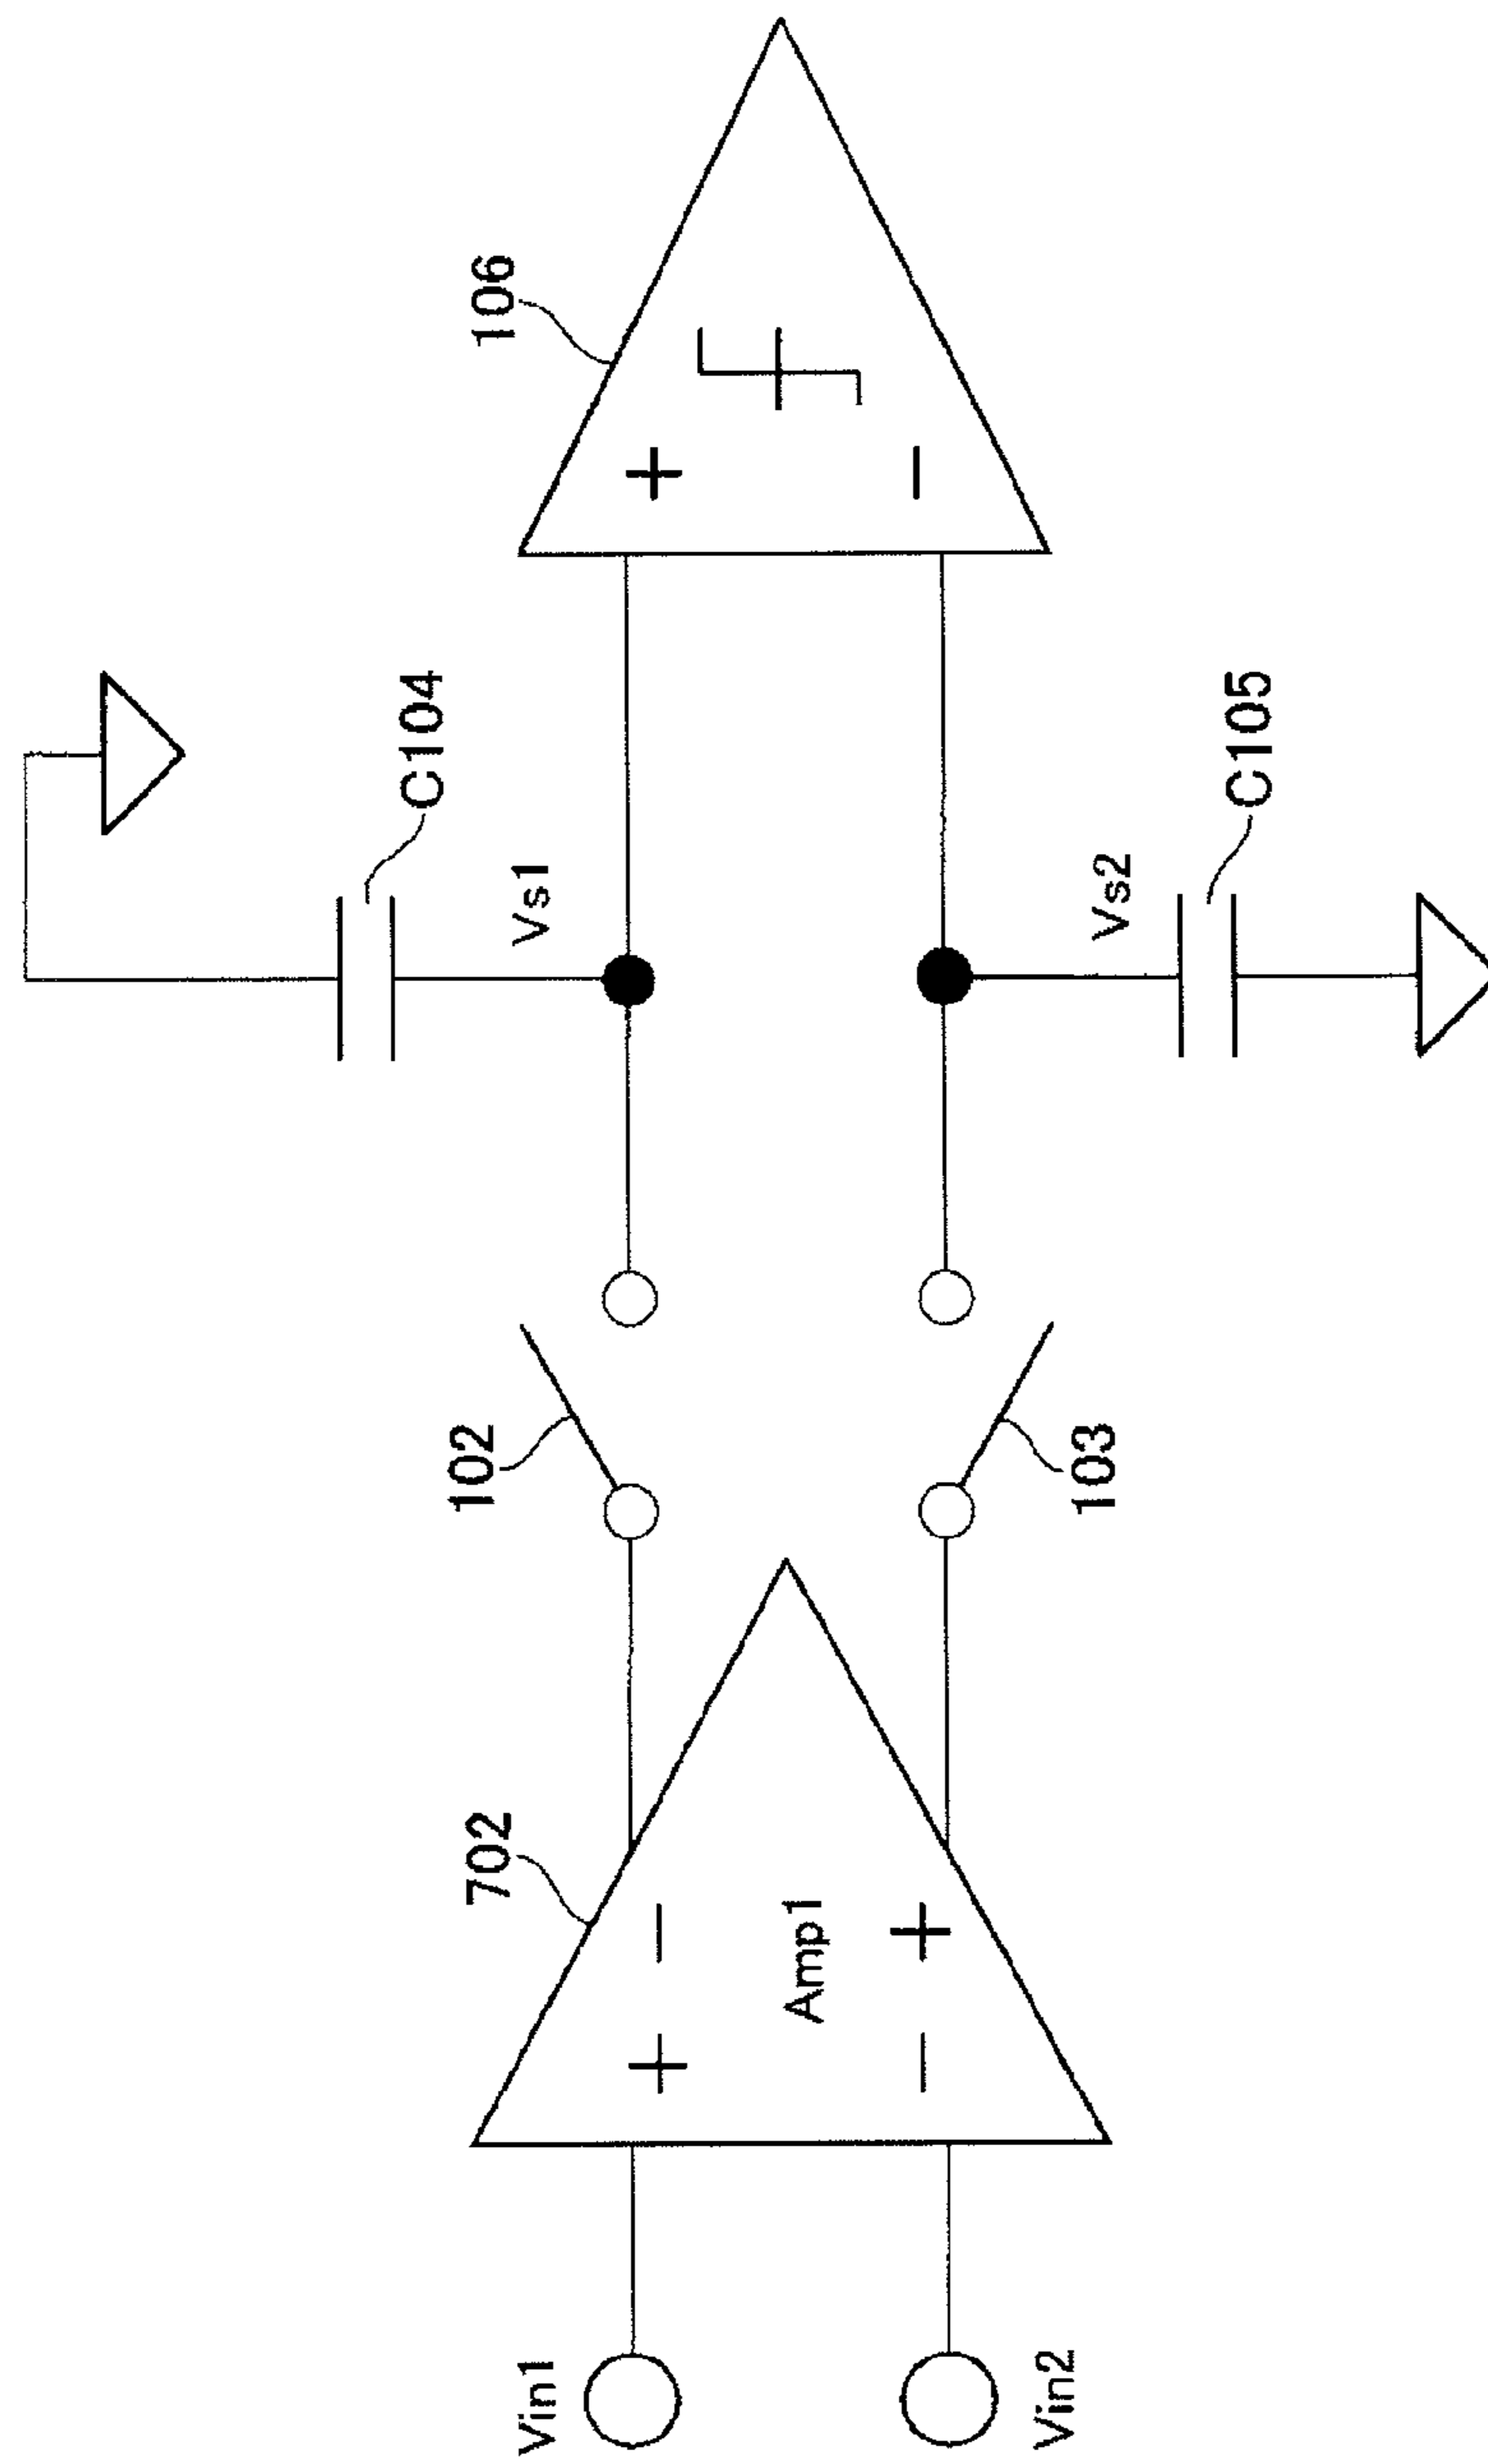 Vin1
Vin2
702
+ −
Amp1
− +
102
103
Vs1
C104
Vs2
C105
106
+
−